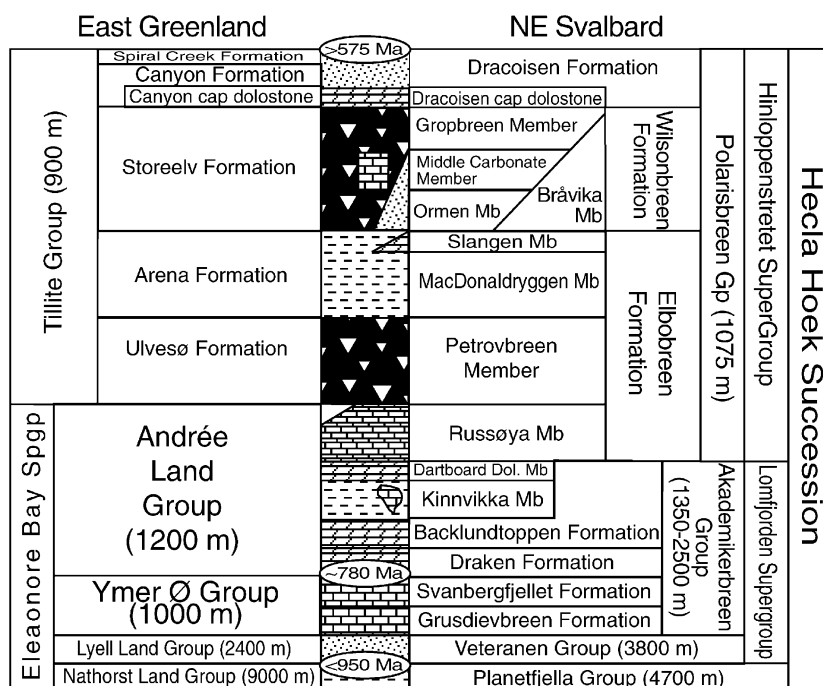 East Greenland
NE Svalbard
>575 Ma
Spiral Creek Formation
Canyon Formation
Canyon cap dolostone
Storeelv Formation
Arena Formation
Ulvesø Formation
Tillite Group (900 m)
Andrée
Land
Group
(1200 m)
Ymer Ø Group
(1000 m)
Lyell Land Group (2400 m)
Nathorst Land Group (9000 m)
Eleaonore Bay Spgp
~780 Ma
<950 Ma
Dracoisen Formation
Dracoisen cap dolostone
Gropbreen Member
Middle Carbonate
Member
Ormen Mb
Bråvika
Mb
Slangen Mb
MacDonaldryggen Mb
Petrovbreen
Member
Russøya Mb
Dartboard Dol. Mb
Kinnvikka Mb
Backlundtoppen Formation
Draken Formation
Svanbergfjellet Formation
Grusdievbreen Formation
Veteranen Group (3800 m)
Planetfjella Group (4700 m)
Wilsonbreen
Formation
Elbobreen
Formation
Polarisbreen Gp (1075 m)
Akademikerbreen
Group
(1350-2500 m)
Hinloppenstretet SuperGroup
Lomfjorden Supergroup
Hecla Hoek Succession